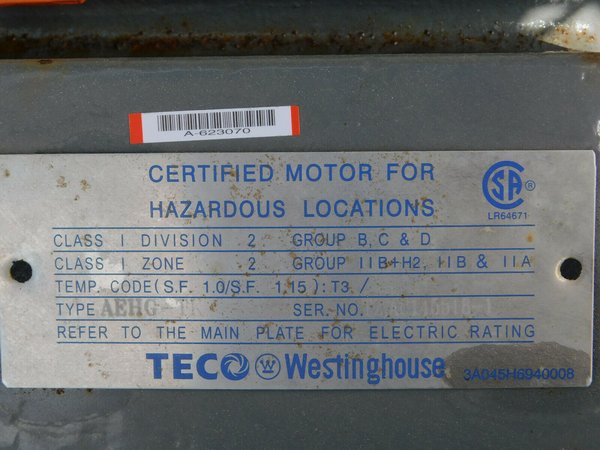 A-623070
CERTIFIED MOTOR FOR
HAZARDOUS LOCATIONS
CSA ®
LR64671
CLASS I DIVISION 2 GROUP B, C & D
CLASS I ZONE 2 GROUP IIB+H2, IIB & IIA
TEMP. CODE(S.F. 1.0/S.F. 1.15):T3 /
TYPE SER. NO.
REFER TO THE MAIN PLATE FOR ELECTRIC RATING
TECO W Westinghouse
3A045H6940008